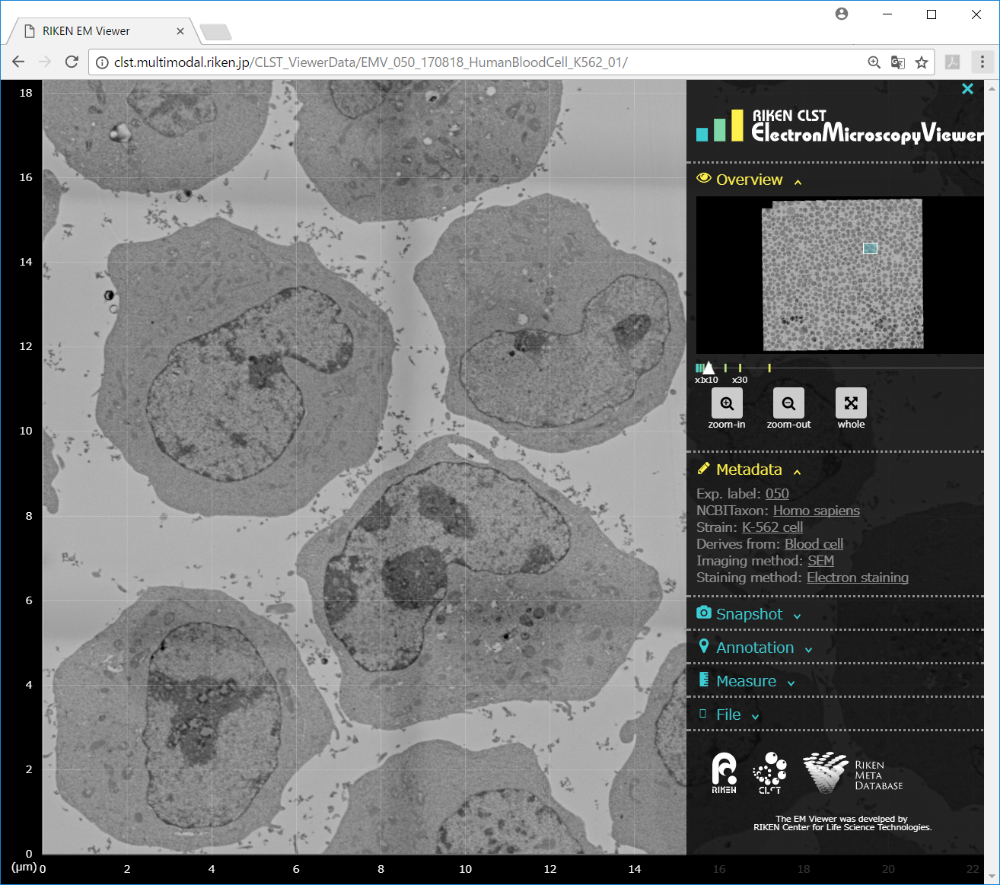 RIKEN EM Viewer
clst.multimodal.riken.jp/CLST_ViewerData/EMV_050_170818_HumanBloodCell_K562_01/
18
16
14
12
10
8
6
4
2
0
(μm) 0 2 4 6 8 10 12 14 16 18 20 22
RIKEN CLST
ElectronMicroscopyViewer
Overview
x1 x10 x30
zoom-in zoom-out whole
Metadata
Exp. label: 050
NCBITaxon: Homo sapiens
Strain: K-562 cell
Derives from: Blood cell
Imaging method: SEM
Staining method: Electron staining
Snapshot
Annotation
Measure
File
RIKEN
CLST
RIKEN
META
DATABASE
The EM Viewer was develped by
RIKEN Center for Life Science Technologies.